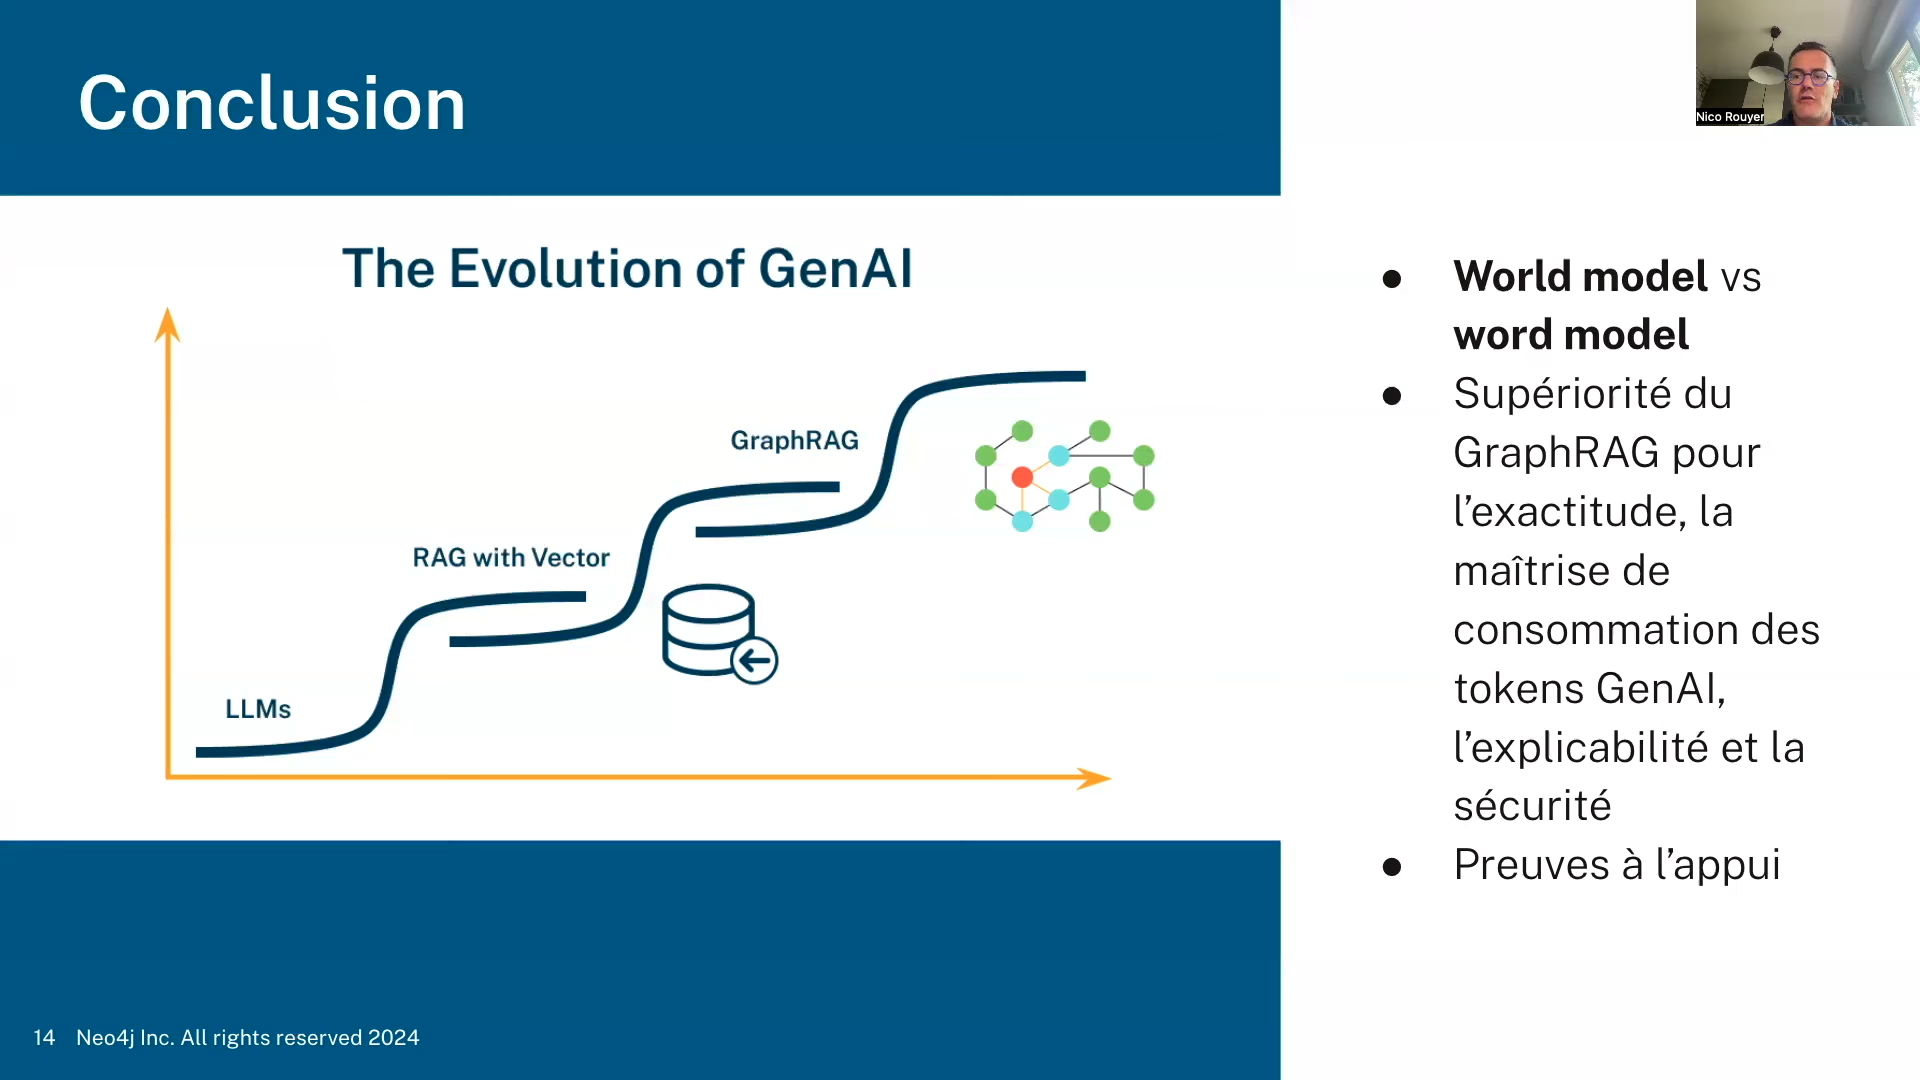 Conclusion
Nico Rouyer
The Evolution of GenAI
GraphRAG
RAG with Vector
LLMs
● World model vs
word model
● Supériorité du
GraphRAG pour
l’exactitude, la
maîtrise de
consommation des
tokens GenAI,
l’explicabilité et la
sécurité
● Preuves à l’appui
14 Neo4j Inc. All rights reserved 2024